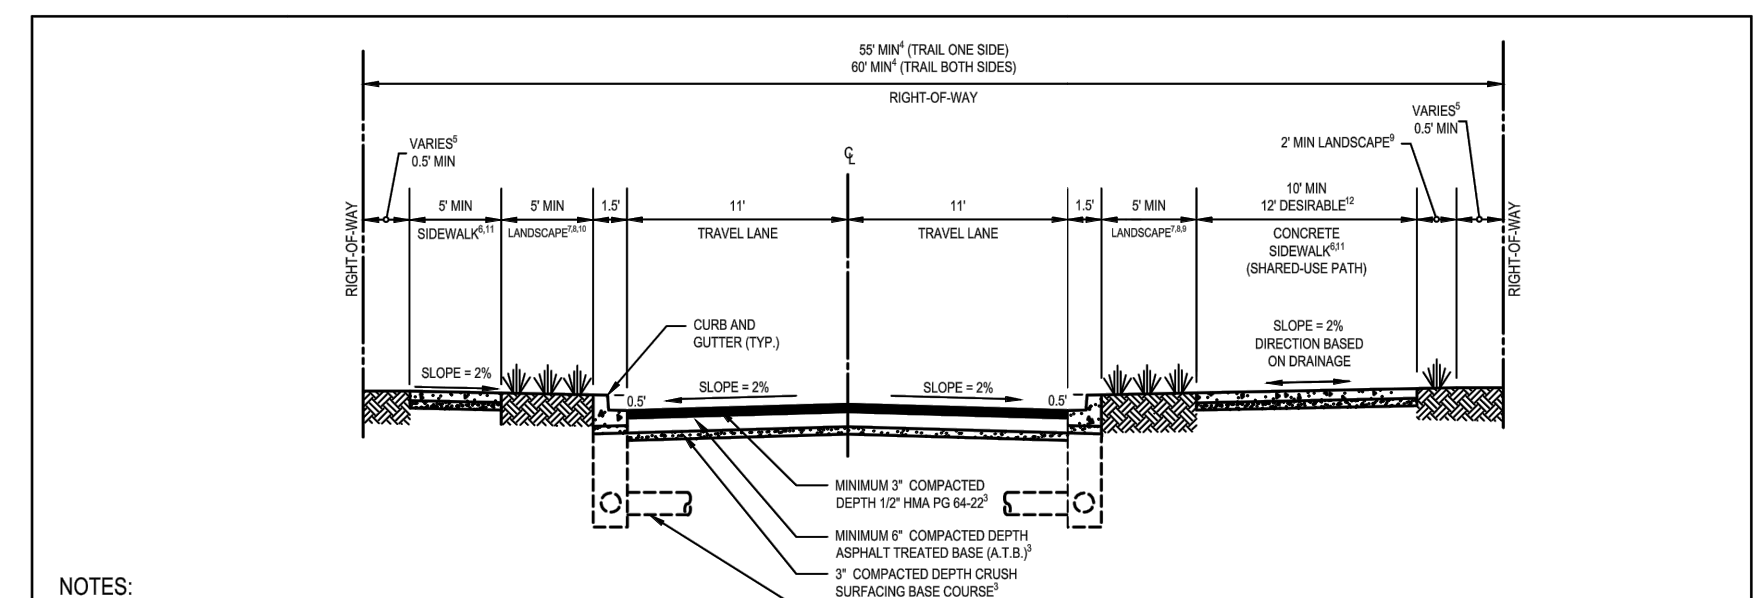 55' MIN⁴ (TRAIL ONE SIDE)
60' MIN⁴ (TRAIL BOTH SIDES)
RIGHT-OF-WAY
VARIES⁵
0.5' MIN
℄
2' MIN LANDSCAPE⁹
VARIES⁵
0.5' MIN
RIGHT-OF-WAY
5' MIN
SIDEWALK⁶,¹¹
5' MIN
LANDSCAPE⁷,⁸,¹⁰
1.5'
11'
TRAVEL LANE
11'
TRAVEL LANE
1.5'
5' MIN
LANDSCAPE⁷,⁸,⁹
10' MIN
12' DESIRABLE¹²
CONCRETE
SIDEWALK⁶,¹¹
(SHARED-USE PATH)
RIGHT-OF-WAY
CURB AND
GUTTER (TYP.)
SLOPE = 2%
DIRECTION BASED
ON DRAINAGE
SLOPE = 2%
0.5'
SLOPE = 2%
SLOPE = 2%
0.5'
MINIMUM 3" COMPACTED
DEPTH 1/2" HMA PG 64-22³
MINIMUM 6" COMPACTED DEPTH
ASPHALT TREATED BASE (A.T.B.)³
3" COMPACTED DEPTH CRUSH
SURFACING BASE COURSE³
NOTES: